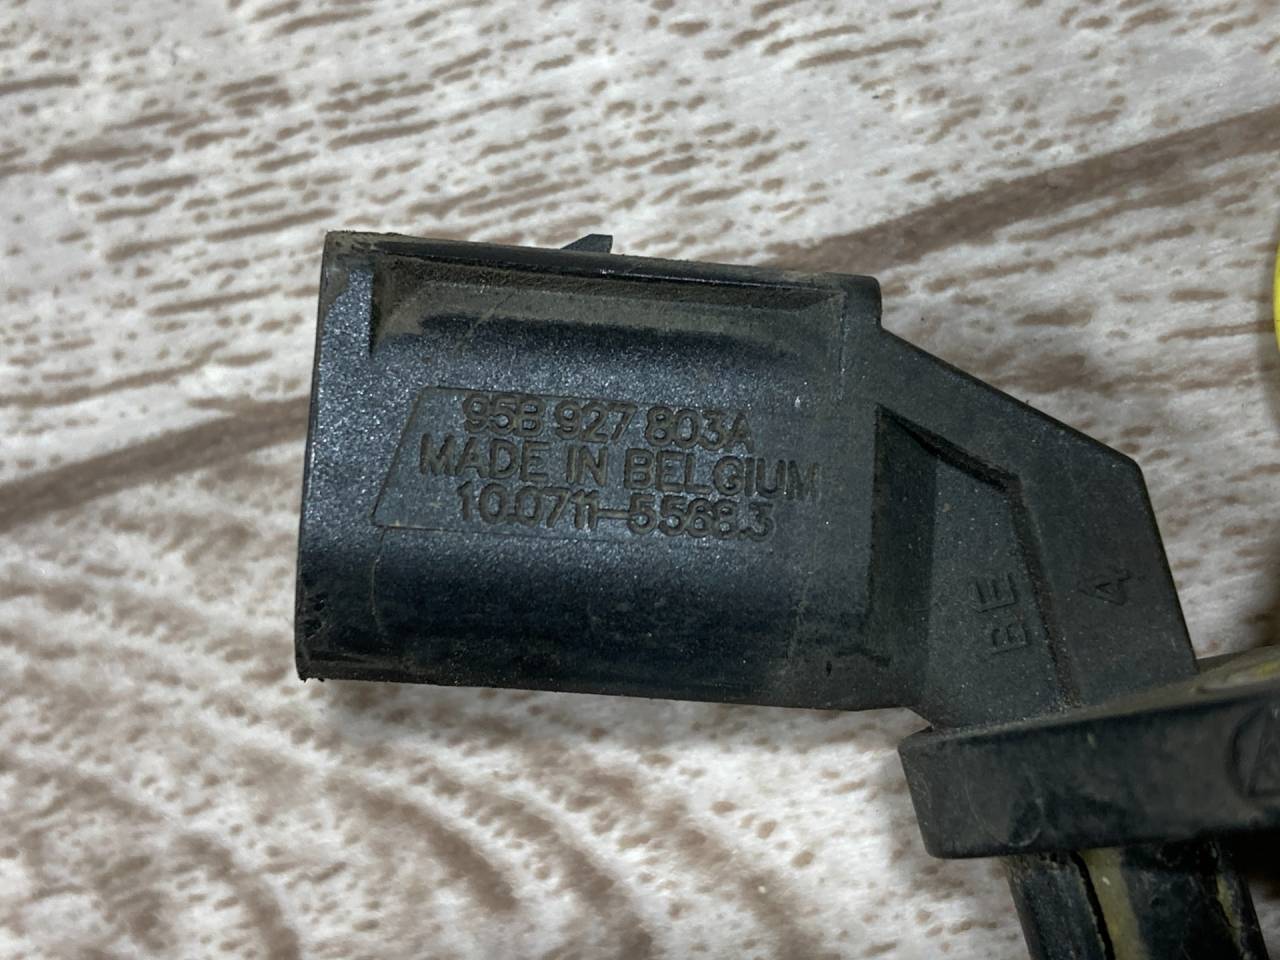 95B 927 803A
MADE IN BELGIUM
10.0711-5568.3
BE
4